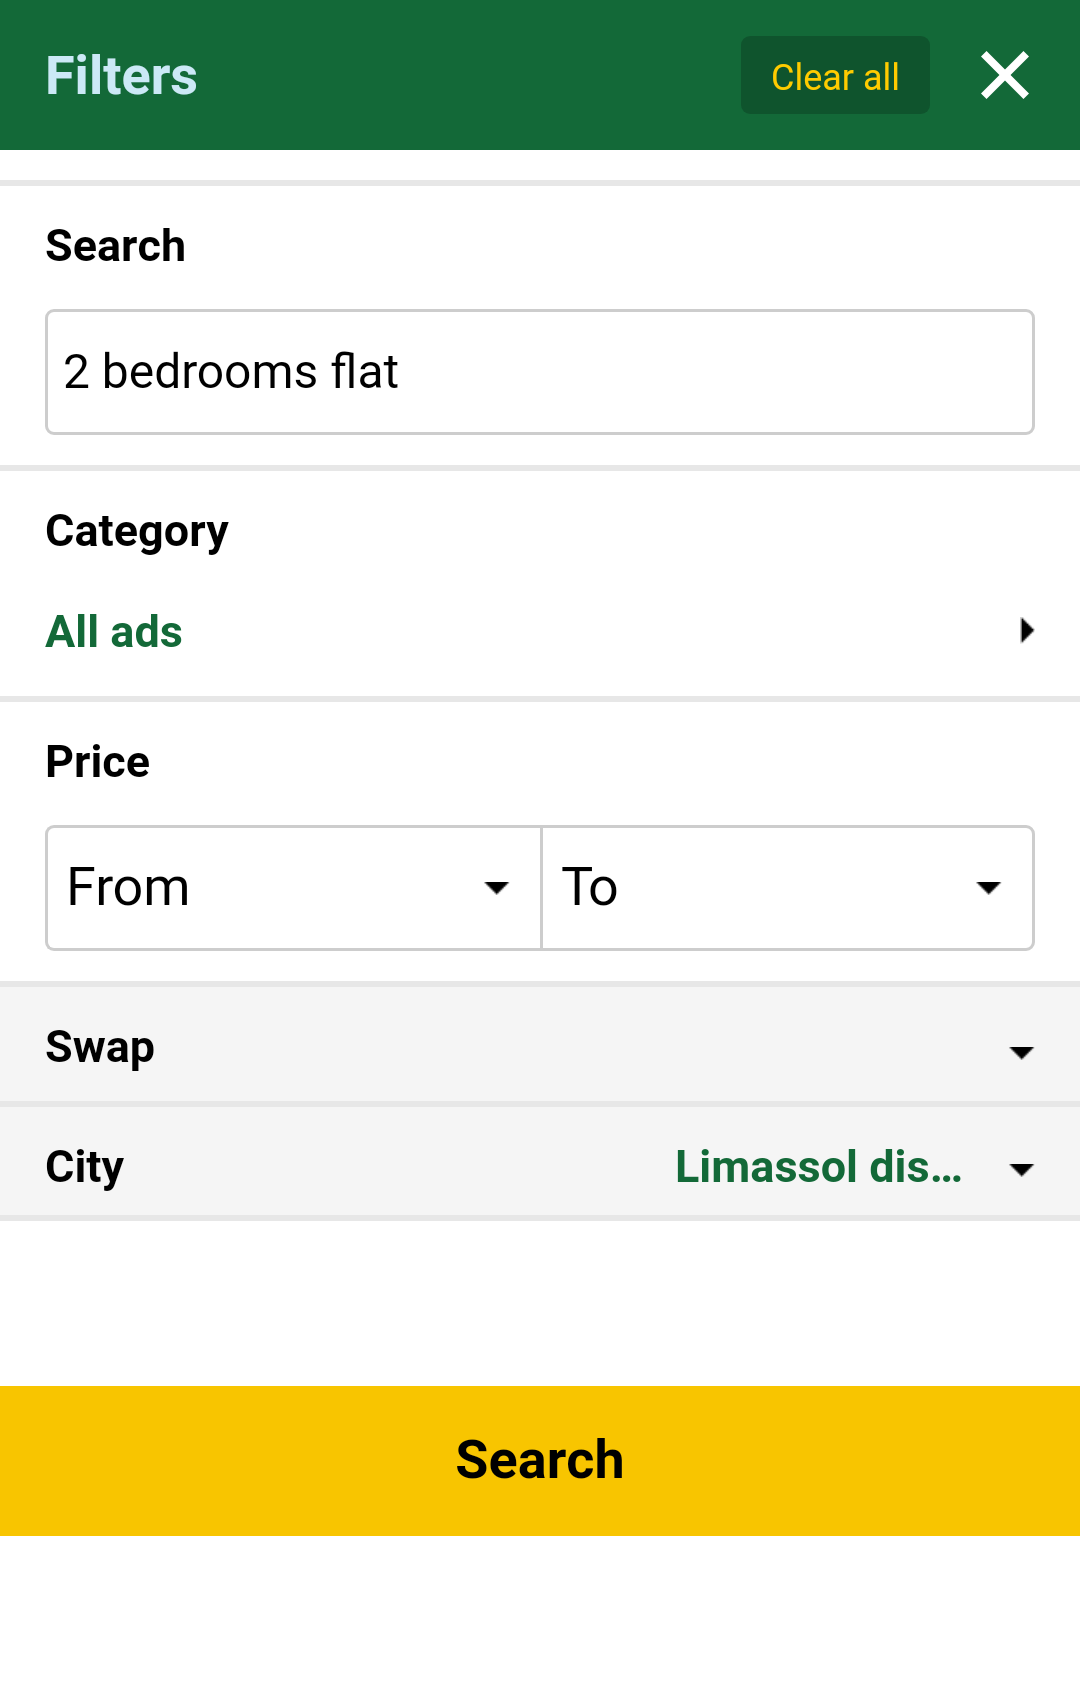 Filters
Clear all
Search
2 bedrooms flat
Category
All ads
Price
From
To
Swap
City
Limassol dis...
Search